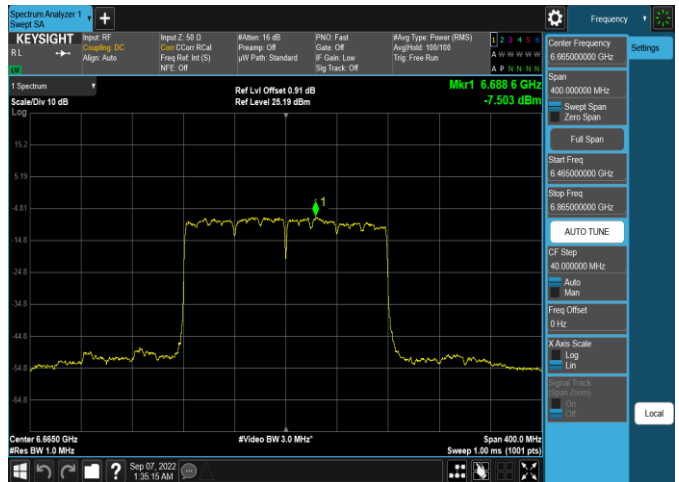 Spectrum Analyzer 1
Swept SA
+
Frequency
KEYSIGHT
RL
LV
Input: RF
Coupling: DC
Align: Auto
Input Z: 50 Ω
Corr CCorr RCal
Freq Ref: Int (S)
NFE: Off
#Atten: 16 dB
Preamp: Off
µW Path: Standard
PNO: Fast
Gate: Off
IF Gain: Low
Sig Track: Off
#Avg Type: Power (RMS)
Avg|Hold: 100/100
Trig: Free Run
1 2 3 4 5 6
A W W W W W
A P N N N N
1 Spectrum
Scale/Div 10 dB
Log
Ref Lvl Offset 0.91 dB
Ref Level 25.19 dBm
Mkr1 6.688 6 GHz
-7.503 dBm
15.2
5.19
-4.81
-14.8
-24.8
-34.8
-44.8
-54.8
-64.8
1
Center 6.6650 GHz
#Res BW 1.0 MHz
#Video BW 3.0 MHz*
Span 400.0 MHz
Sweep 1.00 ms (1001 pts)
Center Frequency
6.665000000 GHz
Settings
Span
400.000000 MHz
Swept Span
Zero Span
Full Span
Start Freq
6.465000000 GHz
Stop Freq
6.865000000 GHz
AUTO TUNE
CF Step
40.000000 MHz
Auto
Man
Freq Offset
0 Hz
X Axis Scale
Log
Lin
Signal Track
(Span Zoom)
On
Off
Local
?
Sep 07, 2022
1:35:15 AM